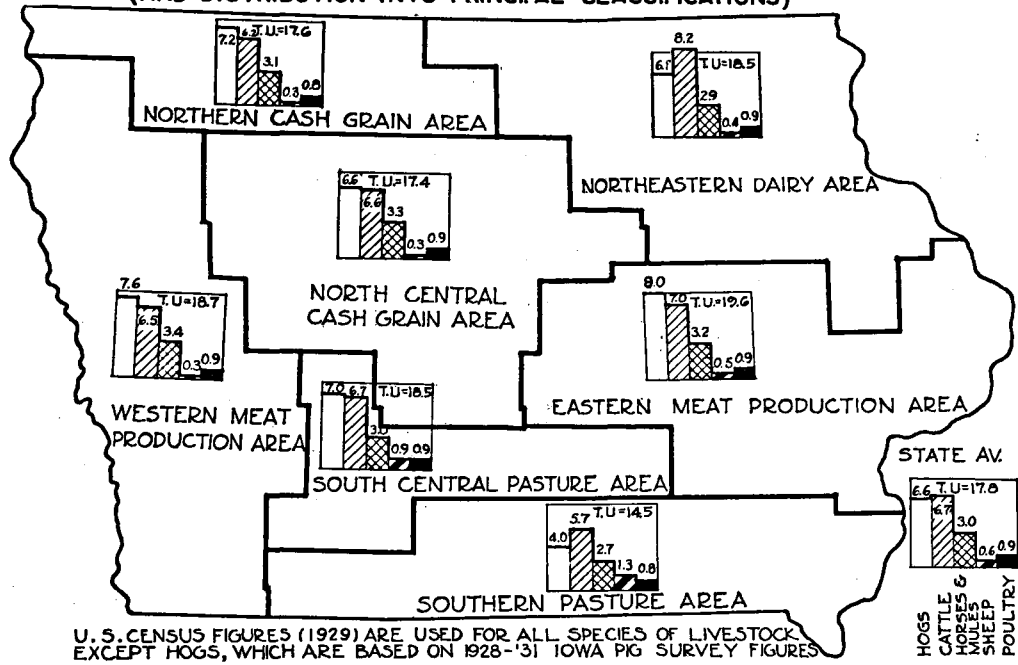 (AND DISTRIBUTION INTO PRINCIPAL CLASSIFICATIONS)
7.2 6.2 T.U.=17.6
3.1
0.3 0.8
NORTHERN CASH GRAIN AREA
8.2
6.1 T.U=18.5
2.9
0.4 0.9
NORTHEASTERN DAIRY AREA
6.6 T.U.=17.4
6.6
3.3
0.3 0.9
NORTH CENTRAL
CASH GRAIN AREA
7.6
T.U=18.7
6.5
3.4
0.3 0.9
WESTERN MEAT
PRODUCTION AREA
8.0
7.0 T.U.=19.6
3.2
0.5 0.9
EASTERN MEAT PRODUCTION AREA
7.0 6.7 T.U.=18.5
0.9 0.9
SOUTH CENTRAL PASTURE AREA
STATE AV.
6.6 T.U.=17.8
6.7
3.0
0.6 0.9
HOGS
CATTLE
HORSES &
MULES
SHEEP
POULTRY
5.7 T.U=14.5
4.0
2.7
1.3 0.8
SOUTHERN PASTURE AREA
U.S.CENSUS FIGURES (1929) ARE USED FOR ALL SPECIES OF LIVESTOCK
EXCEPT HOGS, WHICH ARE BASED ON 1928-'31 IOWA PIG SURVEY FIGURES